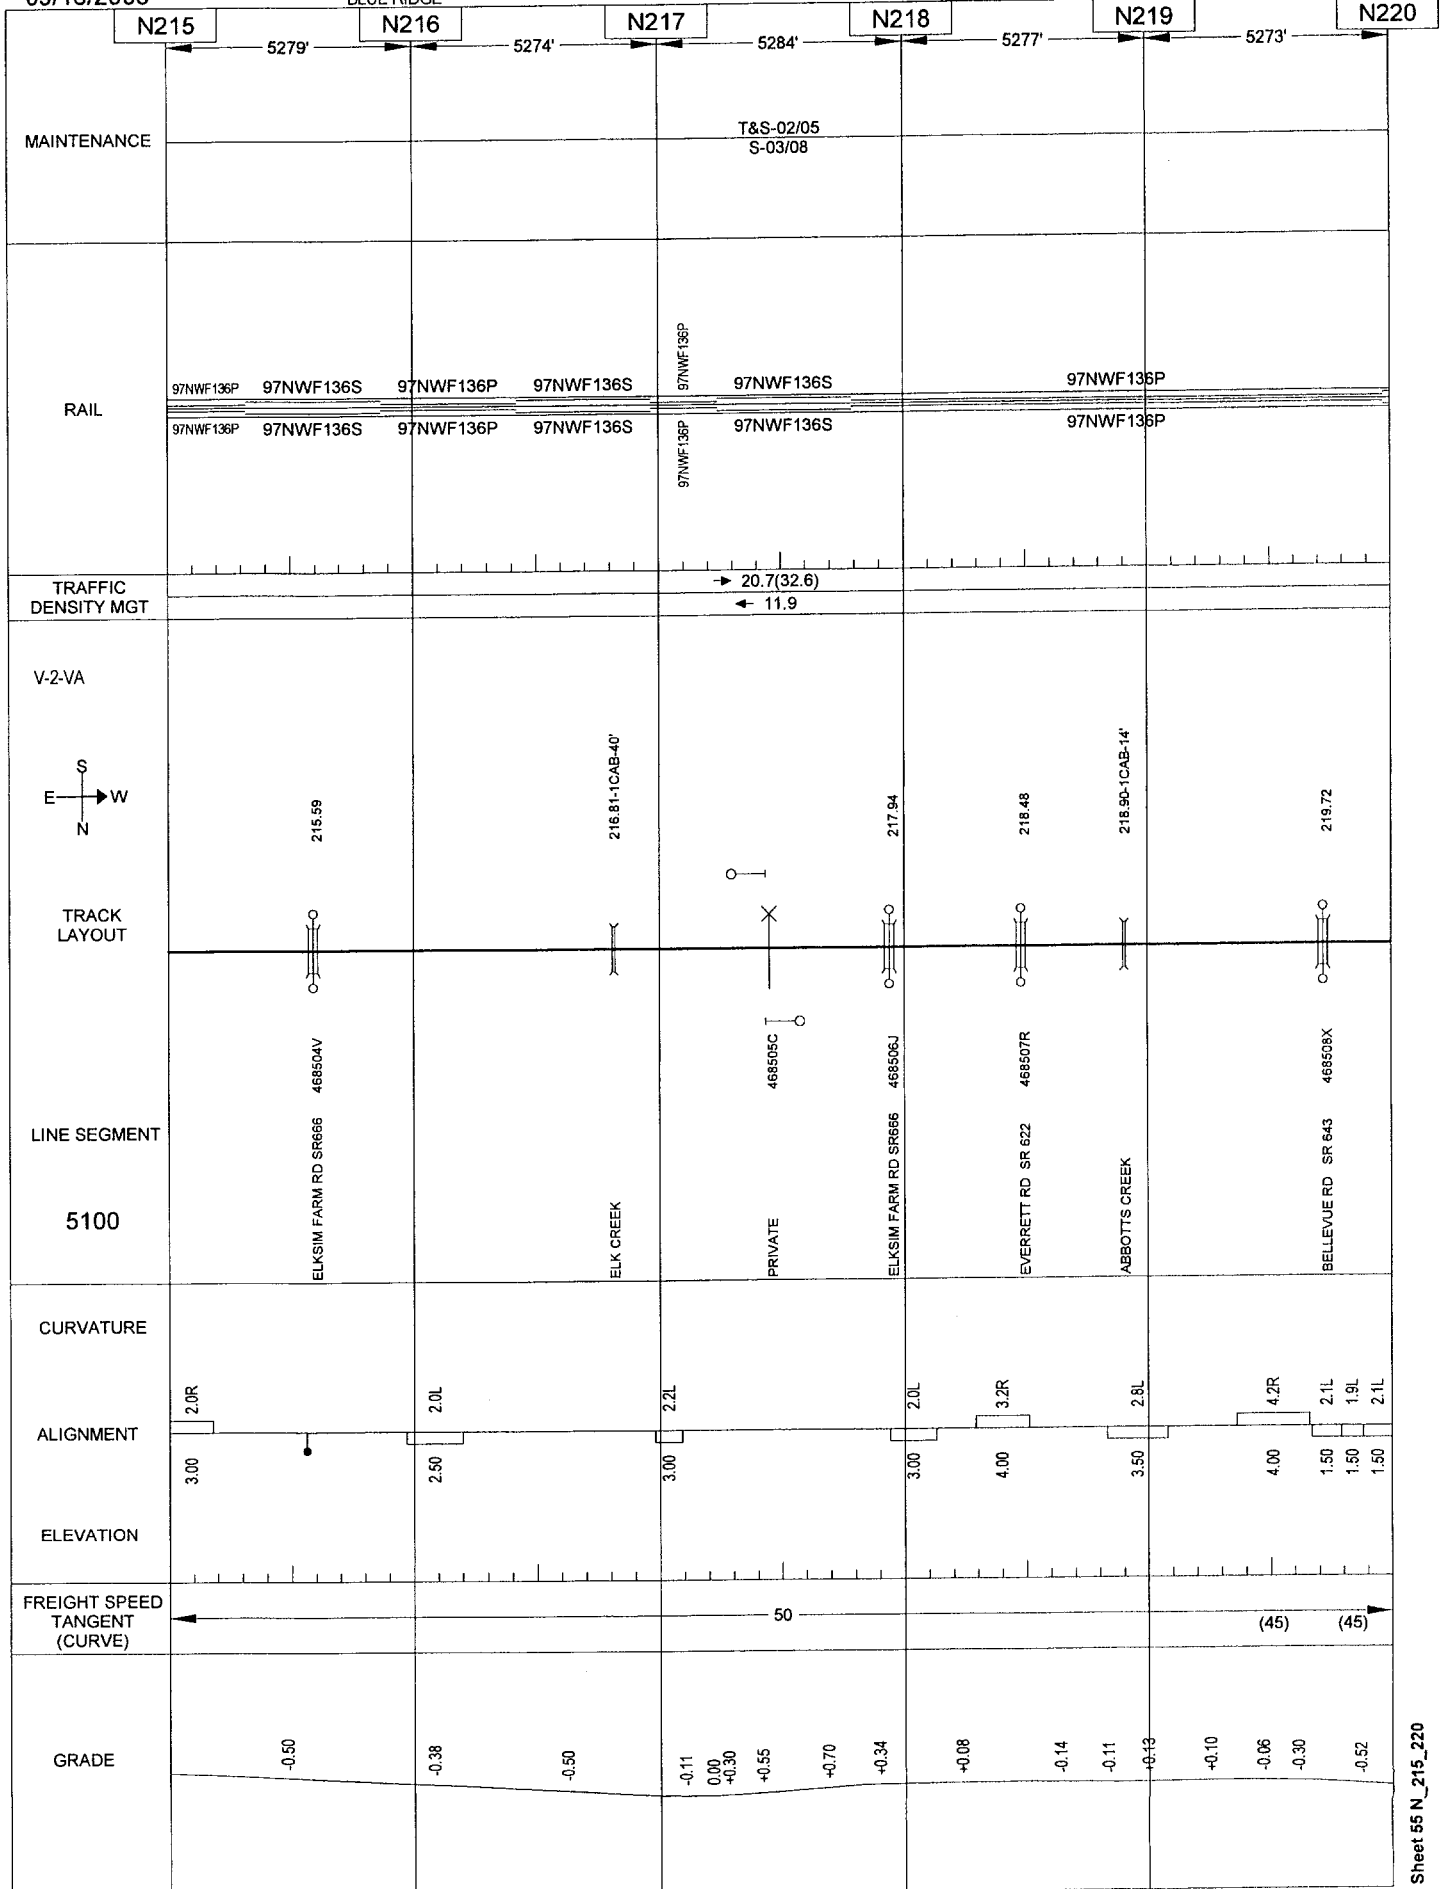 N215 N216 N217 N218 N219 N220
5279' 5274' 5284' 5277' 5273'
MAINTENANCE
T&S-02/05
S-03/08
97NWF136P 97NWF136S 97NWF136P 97NWF136S 97NWF136P 97NWF136S 97NWF136P
RAIL
97NWF136P 97NWF136S 97NWF136P 97NWF136S 97NWF136P 97NWF136S 97NWF136P
TRAFFIC
DENSITY MGT
20.7(32.6)
11.9
V-2-VA
S
E W
N
215.59
216.81-1CAB-40'
217.94
218.48
218.90-1CAB-14'
219.72
TRACK
LAYOUT
LINE SEGMENT
5100
ELKSIM FARM RD SR666 468504V
ELK CREEK
PRIVATE 468505C
ELKSIM FARM RD SR666 468506J
EVERRETT RD SR 622 468507R
ABBOTTS CREEK
BELLEVUE RD SR 643 468508X
CURVATURE
2.0R 2.0L 2.2L 2.0L 3.2R 2.8L 4.2R 2.1L 1.9L 2.1L
ALIGNMENT
3.00 2.50 3.00 3.00 4.00 3.50 4.00 1.50 1.50 1.50
ELEVATION
FREIGHT SPEED
TANGENT
(CURVE)
50
(45) (45)
GRADE
-0.50 -0.38 -0.50 -0.11 0.00 +0.30 +0.55 +0.70 +0.34 +0.08 -0.14 -0.11 +0.13 +0.10 -0.06 -0.30 -0.52
Sheet 55 N_215_220